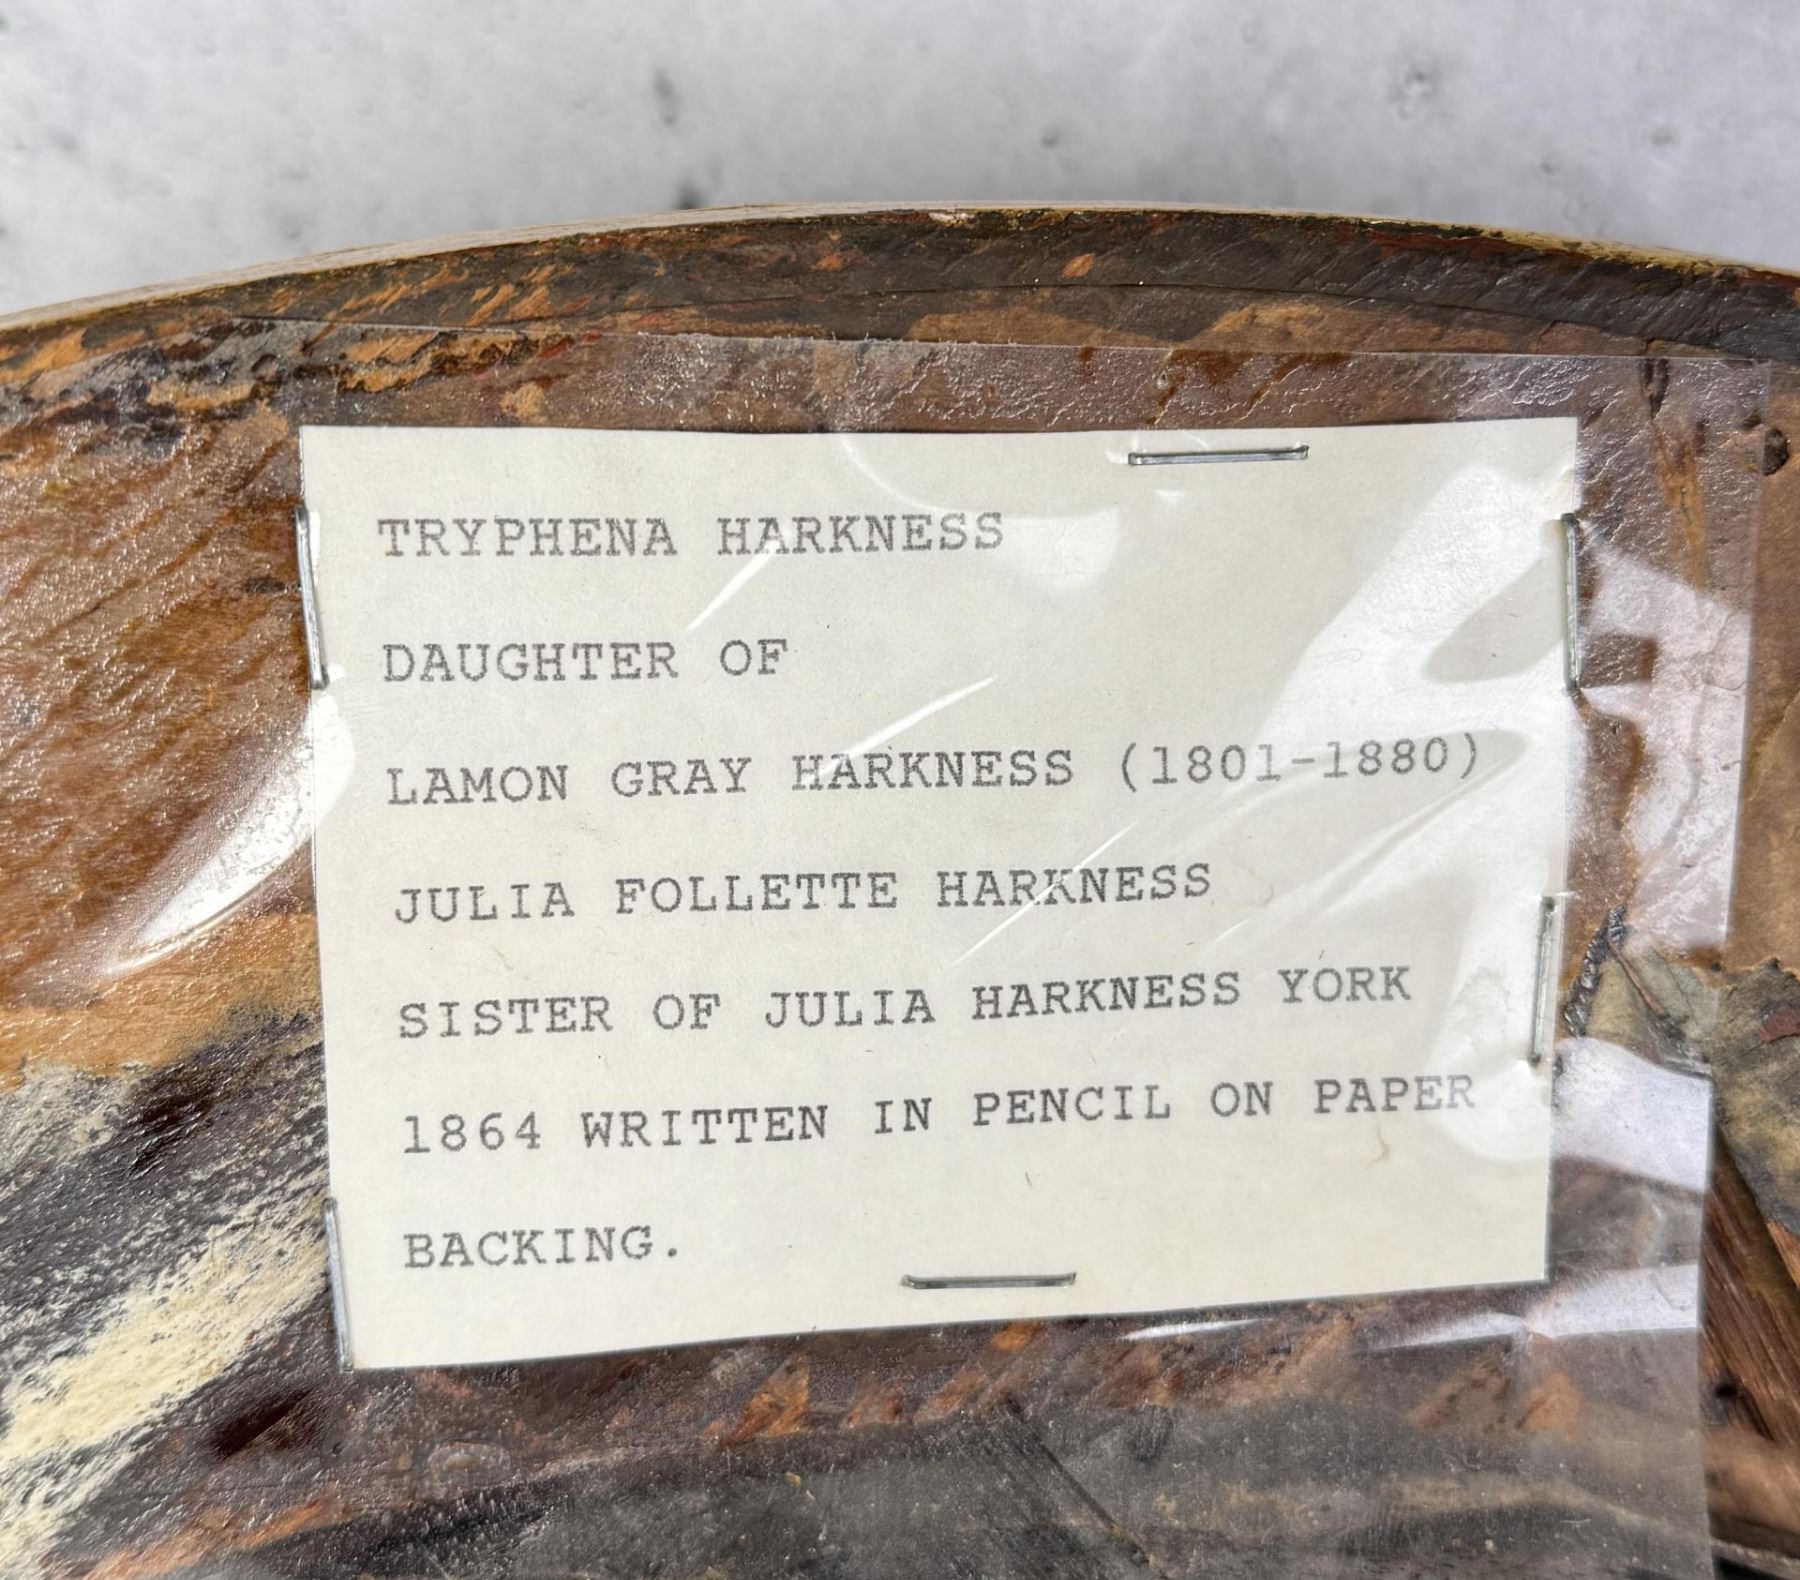 TRYPHENA HARKNESS
DAUGHTER OF
LAMON GRAY HARKNESS (1801-1880)
JULIA FOLLETTE HARKNESS
SISTER OF JULIA HARKNESS YORK
1864 WRITTEN IN PENCIL ON PAPER
BACKING.